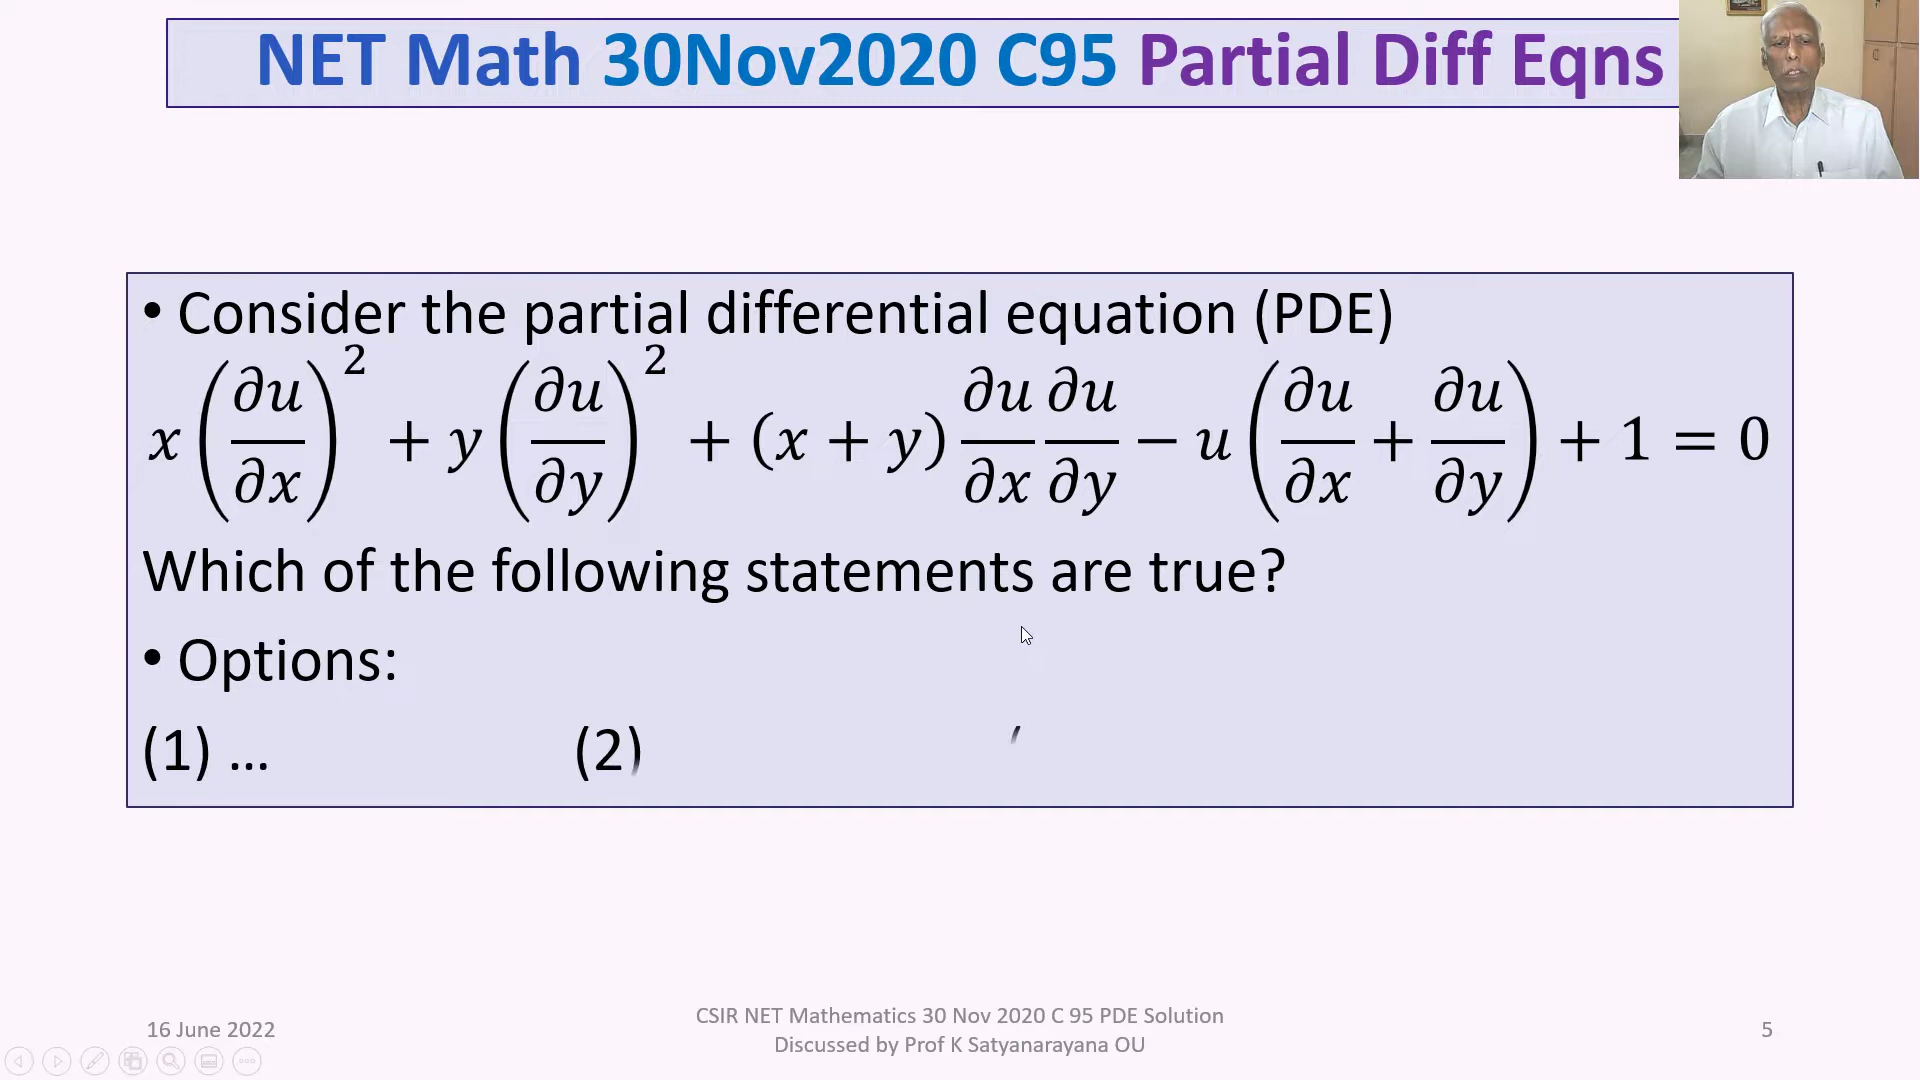 NET Math 30Nov2020 C95 Partial Diff Eqns
• Consider the partial differential equation (PDE)
x(∂u/∂x)² + y(∂u/∂y)² + (x + y) ∂u/∂x ∂u/∂y − u(∂u/∂x + ∂u/∂y) + 1 = 0
Which of the following statements are true?
• Options:
(1) … (2)
16 June 2022
CSIR NET Mathematics 30 Nov 2020 C 95 PDE Solution
Discussed by Prof K Satyanarayana OU
5